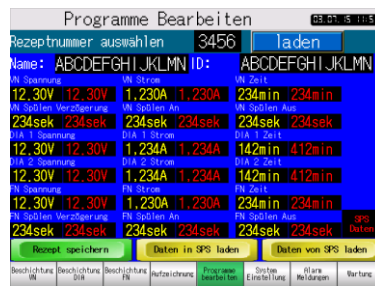 Programme Bearbeiten
Rezeptnummer auswählen 3456 laden
Name: ABCDEFGHIJKLMN ID: ABCDEFGHIJKLMN
VN Spannung VN Strom VN Zeit
12.30V 12.30V 1.230A 1.230A 234min 234min
VN Spülen Verzögerung VN Spülen An VN Spülen Aus
234sek 234sek 234sek 234sek 234sek 234sek
DIA 1 Spannung DIA 1 Strom DIA 1 Zeit
12.30V 12.30V 1.234A 1.234A 142min 412min
DIA 2 Spannung DIA 2 Strom DIA 2 Zeit
12.30V 12.30V 1.234A 1.234A 142min 412min
FN Spannung FN Strom FN Zeit
12.30V 12.30V 1.230A 1.230A 234min 234min
FN Spülen Verzögerung FN Spülen An FN Spülen Aus
234sek 234sek 234sek 234sek 234sek 234sek
SPS
Daten
Rezept speichern Daten in SPS laden Daten von SPS laden
Beschichtung VN
Beschichtung DIA
Beschichtung FN
Aufzeichnung
Programme bearbeiten
System Einstellung
Alarm Meldungen
Wartung